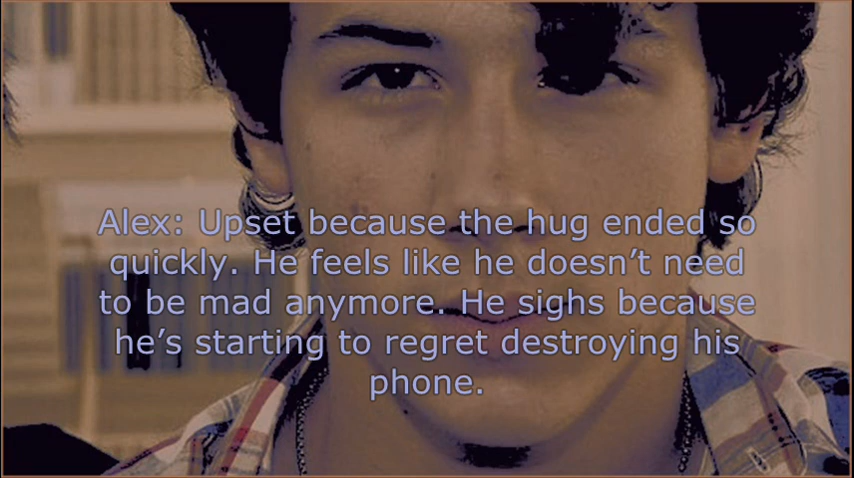 Alex: Upset because the hug ended so
quickly. He feels like he doesn’t need
to be mad anymore. He sighs because
he’s starting to regret destroying his
phone.